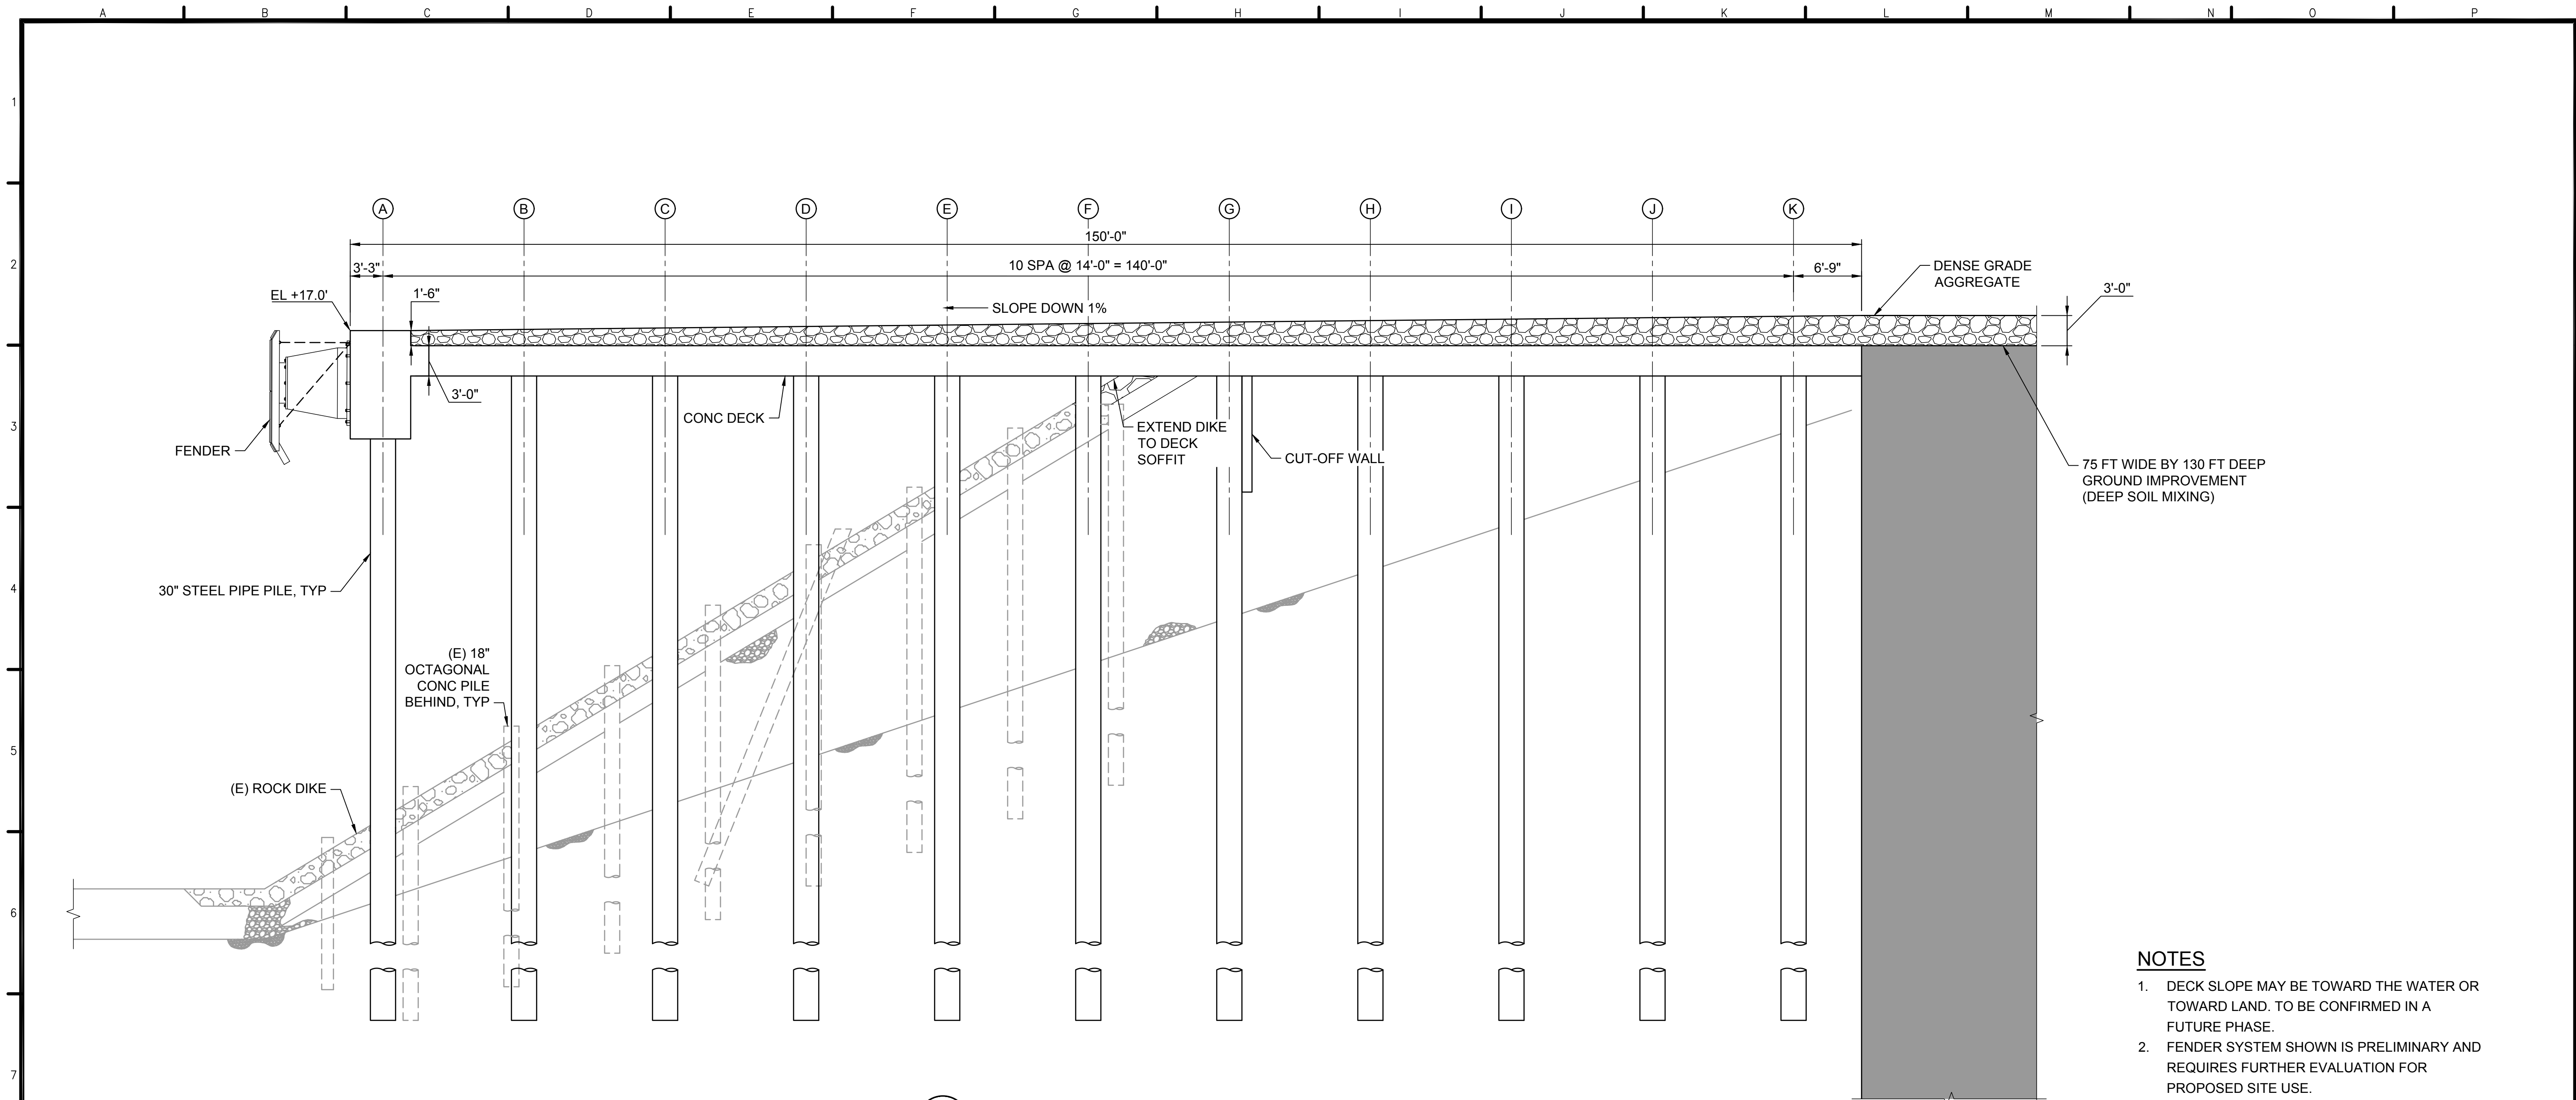 A B C D E F G H I J K L M N O P
1
2
3
4
5
6
7
A B C D E F G H I J K
150'-0"
3'-3"
10 SPA @ 14'-0" = 140'-0"
6'-9"
EL +17.0'
1'-6"
SLOPE DOWN 1%
DENSE GRADE
AGGREGATE
3'-0"
3'-0"
CONC DECK
FENDER
EXTEND DIKE
TO DECK
SOFFIT
CUT-OFF WALL
75 FT WIDE BY 130 FT DEEP
GROUND IMPROVEMENT
(DEEP SOIL MIXING)
30" STEEL PIPE PILE, TYP
(E) 18"
OCTAGONAL
CONC PILE
BEHIND, TYP
(E) ROCK DIKE
NOTES
1. DECK SLOPE MAY BE TOWARD THE WATER OR
TOWARD LAND. TO BE CONFIRMED IN A
FUTURE PHASE.
2. FENDER SYSTEM SHOWN IS PRELIMINARY AND
REQUIRES FURTHER EVALUATION FOR
PROPOSED SITE USE.